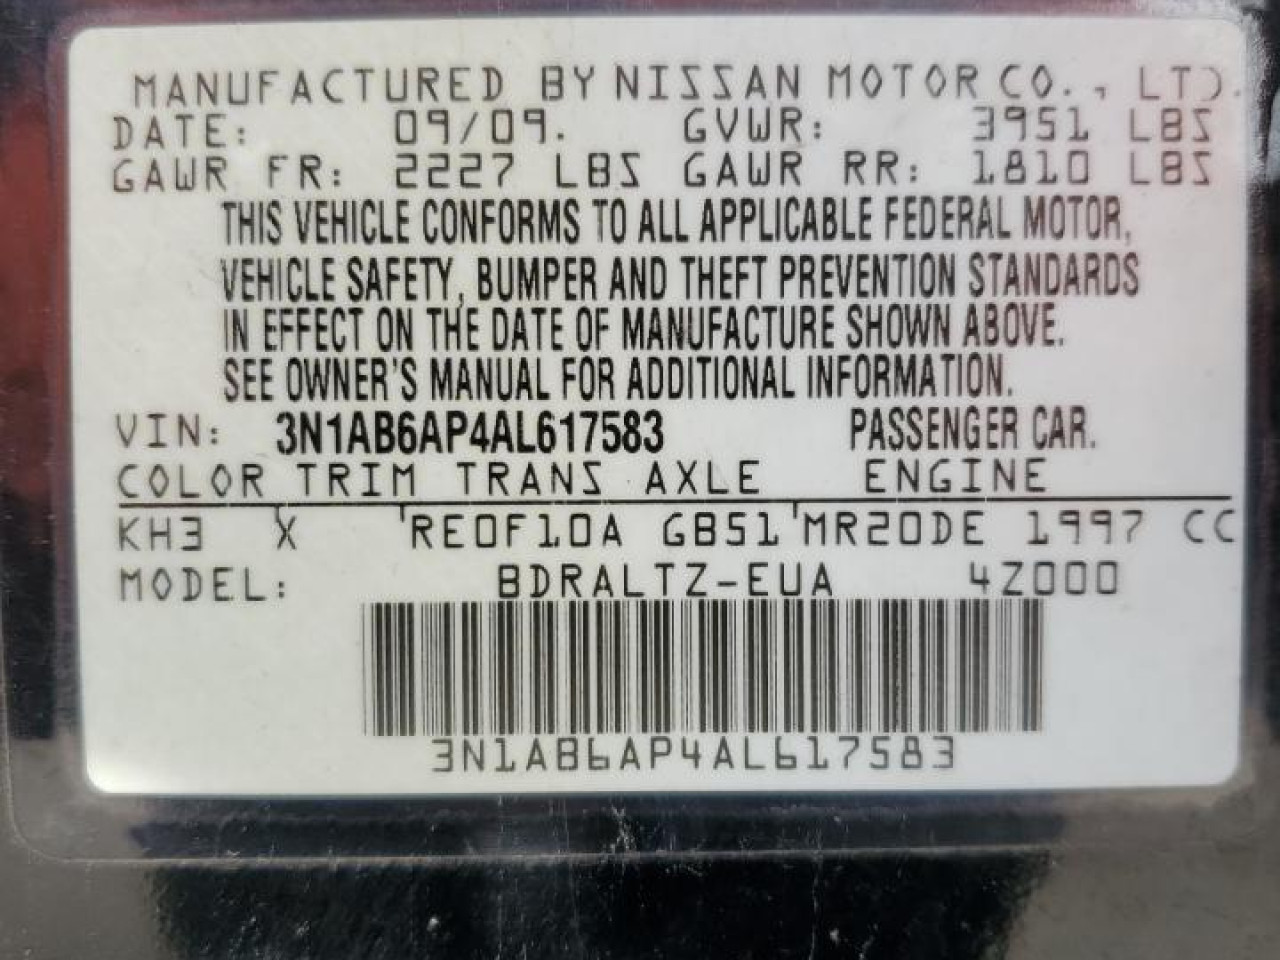 MANUFACTURED BY NISSAN MOTOR CO., LTD.
DATE: 09/09. GVWR: 3951 LBS
GAWR FR: 2227 LBS GAWR RR: 1810 LBS
THIS VEHICLE CONFORMS TO ALL APPLICABLE FEDERAL MOTOR,
VEHICLE SAFETY, BUMPER AND THEFT PREVENTION STANDARDS
IN EFFECT ON THE DATE OF MANUFACTURE SHOWN ABOVE.
SEE OWNER'S MANUAL FOR ADDITIONAL INFORMATION.
VIN: 3N1AB6AP4AL617583 PASSENGER CAR.
COLOR TRIM TRANS AXLE ENGINE
KH3 X RE0F10A GB51 MR20DE 1997 CC
MODEL: BDRALTZ-EUA 4Z000
3N1AB6AP4AL617583